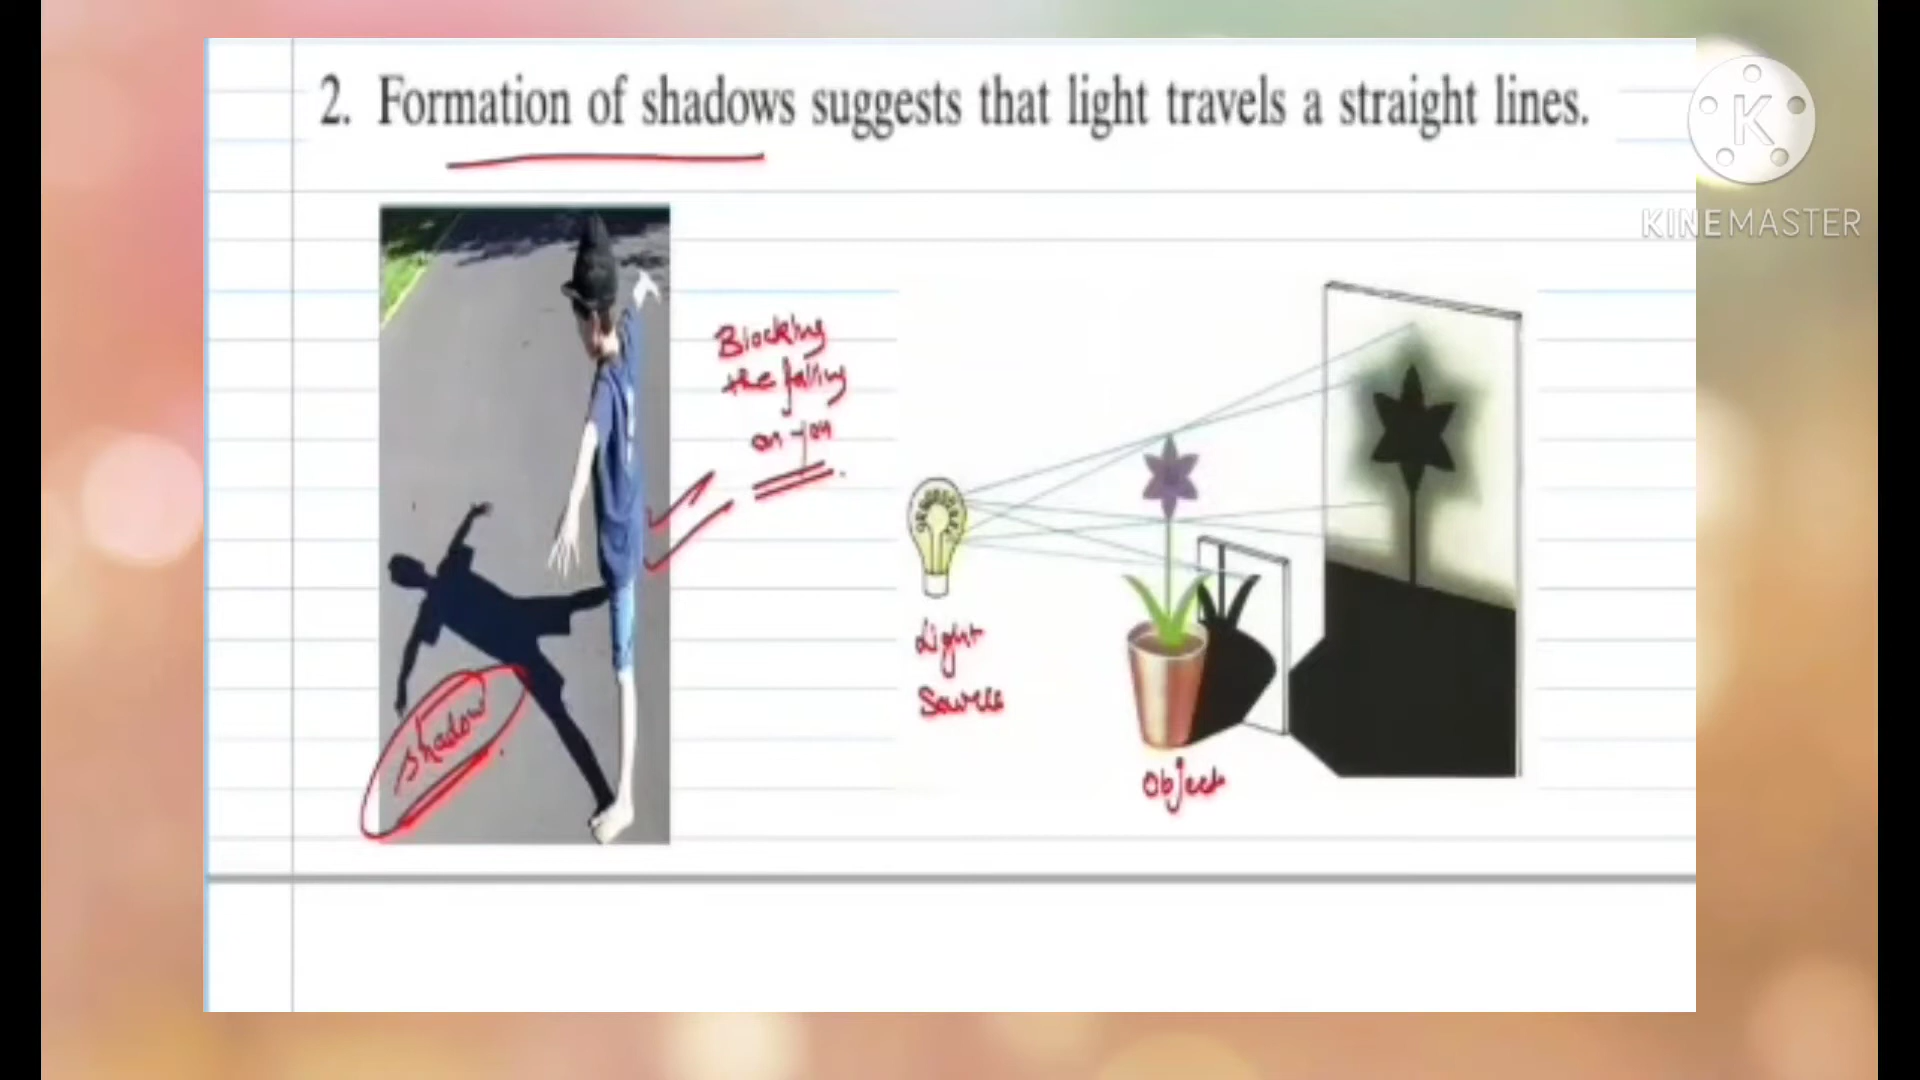 2. Formation of shadows suggests that light travels a straight lines.
K
KINEMASTER
Blocking
the falling
on you
Light
Source
shadow
Object